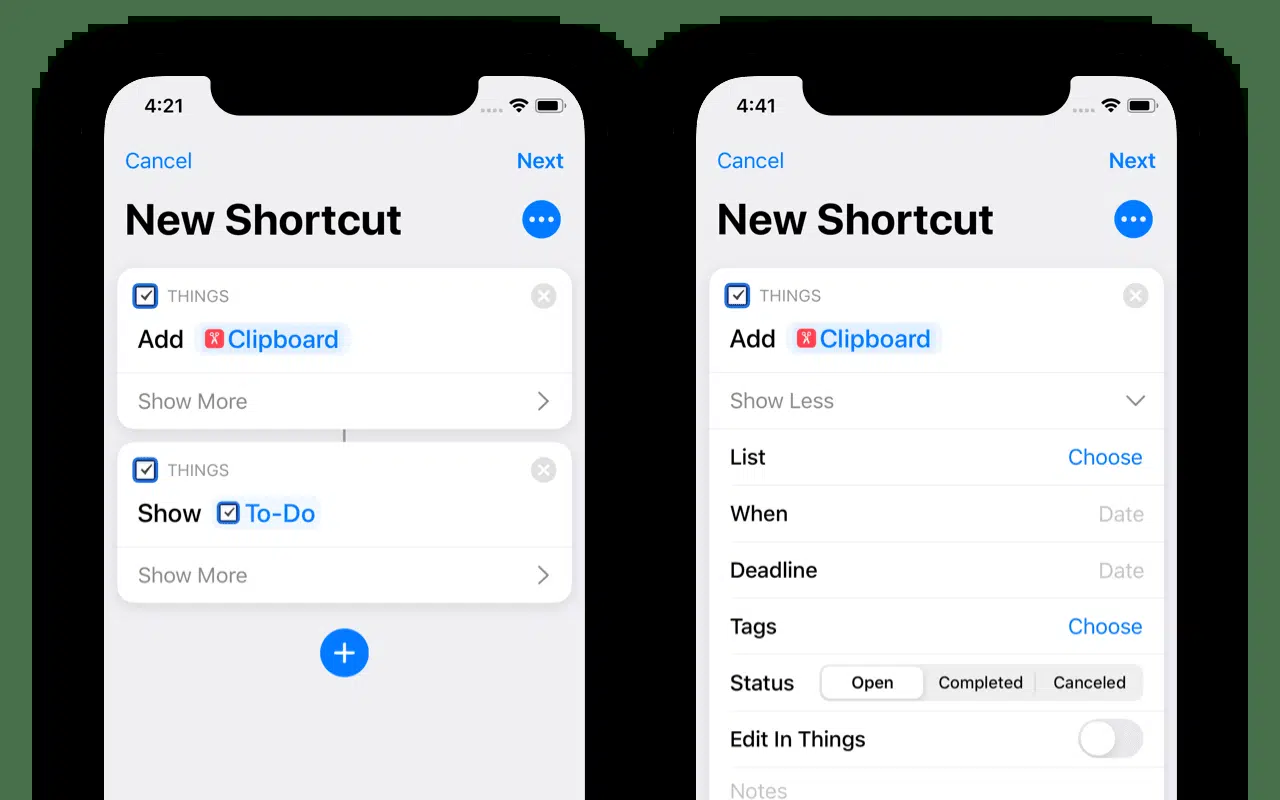 4:21
Cancel Next
New Shortcut
THINGS
Add Clipboard
Show More
THINGS
Show To-Do
Show More
4:41
Cancel Next
New Shortcut
THINGS
Add Clipboard
Show Less
List Choose
When Date
Deadline Date
Tags Choose
Status Open Completed Canceled
Edit In Things
Notes